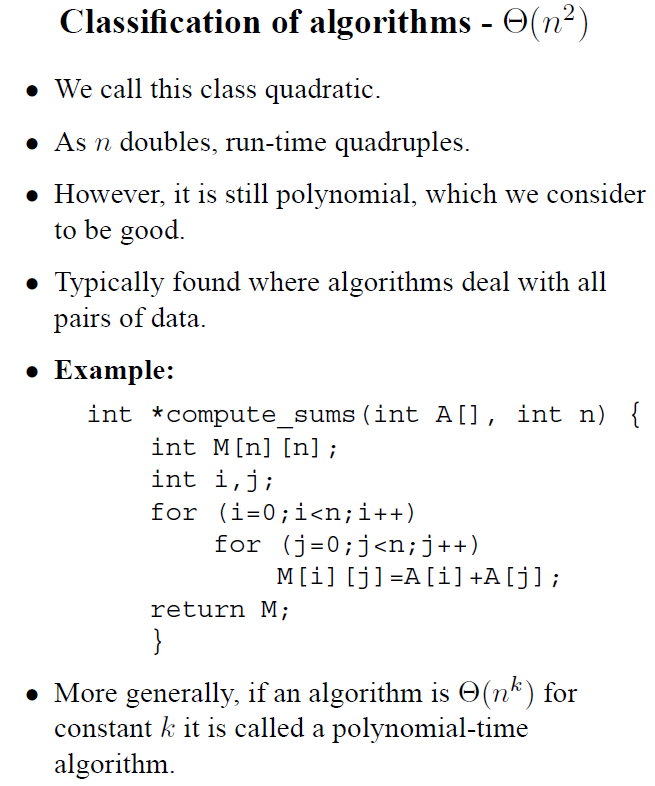 Classification of algorithms - Θ(n²)
• We call this class quadratic.
• As n doubles, run-time quadruples.
• However, it is still polynomial, which we consider
to be good.
• Typically found where algorithms deal with all
pairs of data.
• Example:
int *compute_sums(int A[], int n) {
int M[n][n];
int i,j;
for (i=0;i<n;i++)
for (j=0;j<n;j++)
M[i][j]=A[i]+A[j];
return M;
}
• More generally, if an algorithm is Θ(nᵏ) for
constant k it is called a polynomial-time
algorithm.